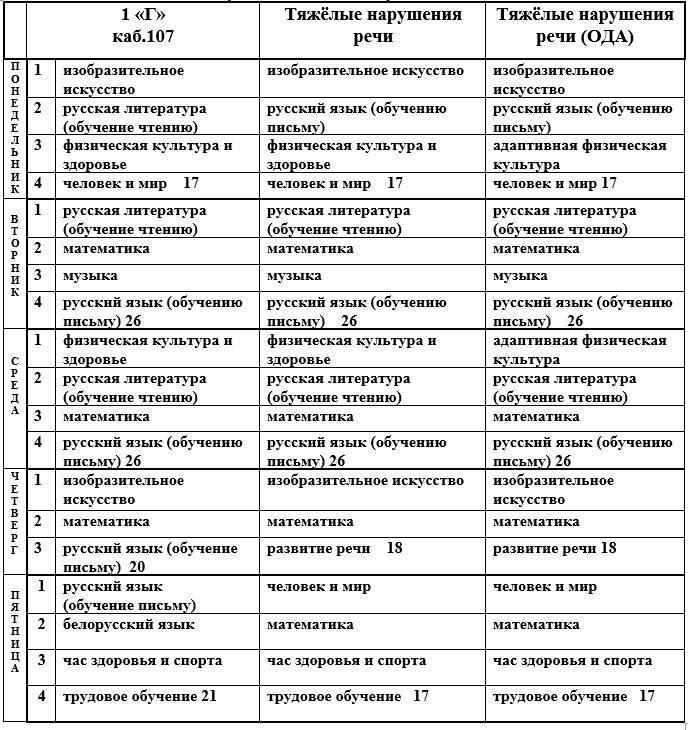 1 «Г»
каб.107
Тяжёлые нарушения
речи
Тяжёлые нарушения
речи (ОДА)
ПОНЕДЕЛЬНИК
1 изобразительное
искусство
изобразительное искусство
изобразительное
искусство
2 русская литература
(обучение чтению)
русский язык (обучению
письму)
русский язык (обучению
письму)
3 физическая культура и
здоровье
физическая культура и
здоровье
адаптивная физическая
культура
4 человек и мир 17
человек и мир 17
человек и мир 17
ВТОРНИК
1 русская литература
(обучение чтению)
русская литература
(обучение чтению)
русская литература
(обучение чтению)
2 математика
математика
математика
3 музыка
музыка
музыка
4 русский язык (обучению
письму) 26
русский язык (обучению
письму) 26
русский язык (обучению
письму) 26
СРЕДА
1 физическая культура и
здоровье
физическая культура и
здоровье
адаптивная физическая
культура
2 русская литература
(обучение чтению)
русская литература
(обучение чтению)
русская литература
(обучение чтению)
3 математика
математика
математика
4 русский язык (обучению
письму) 26
русский язык (обучению
письму) 26
русский язык (обучению
письму) 26
ЧЕТВЕРГ
1 изобразительное
искусство
изобразительное искусство
изобразительное
искусство
2 математика
математика
математика
3 русский язык (обучение
письму) 20
развитие речи 18
развитие речи 18
ПЯТНИЦА
1 русский язык
(обучение письму)
человек и мир
человек и мир
2 белорусский язык
математика
математика
3 час здоровья и спорта
час здоровья и спорта
час здоровья и спорта
4 трудовое обучение 21
трудовое обучение 17
трудовое обучение 17